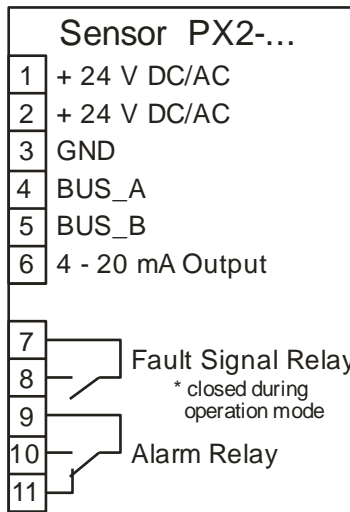 Sensor PX2-...
1 + 24 V DC/AC
2 + 24 V DC/AC
3 GND
4 BUS_A
5 BUS_B
6 4 - 20 mA Output
7
Fault Signal Relay
8
* closed during
operation mode
9
10 Alarm Relay
11